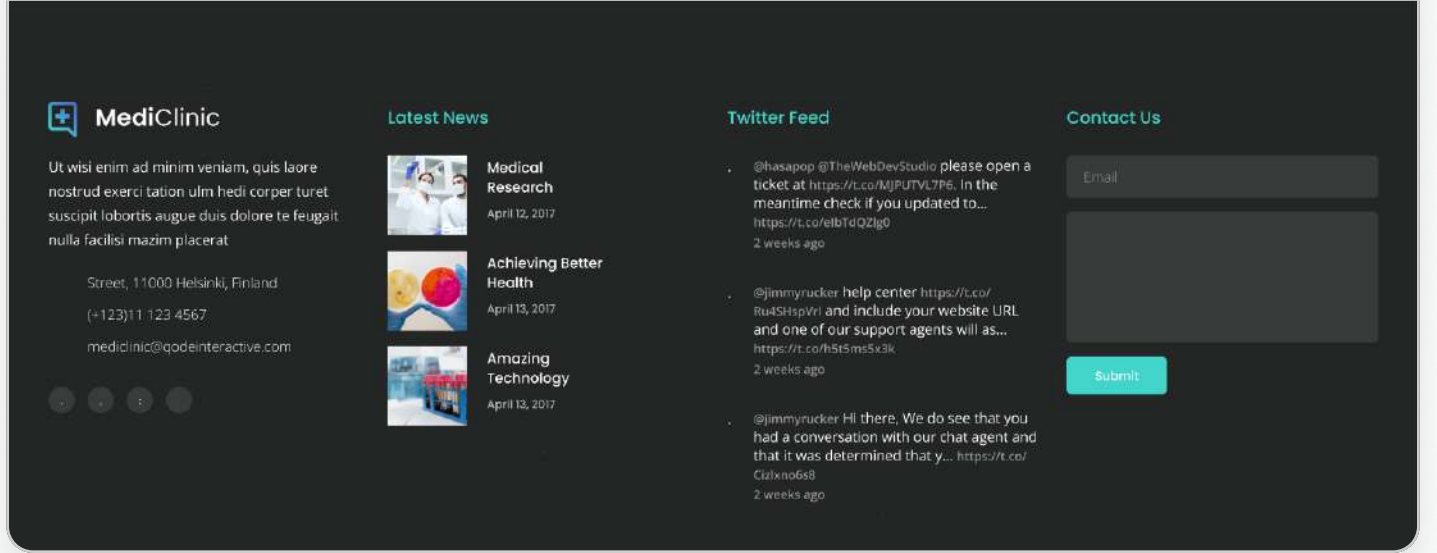 MediClinic
Ut wisi enim ad minim veniam, quis laore
nostrud exerci tation ulm hedi corper turet
suscipit lobortis augue duis dolore te feugait
nulla facilisi mazim placerat
Street, 11000 Helsinki, Finland
(+123)11 123 4567
mediclinic@qodeinteractive.com
Latest News
Medical
Research
April 12, 2017
Achieving Better
Health
April 13, 2017
Amazing
Technology
April 13, 2017
Twitter Feed
@hasapop @TheWebDevStudio please open a
ticket at https://t.co/MJPUTVL7P6. In the
meantime check if you updated to...
https://t.co/eIbTdQZlg0
2 weeks ago
@jimmyrucker help center https://t.co/
Ru4SHspVrI and include your website URL
and one of our support agents will as...
https://t.co/h5t5ms5x3k
2 weeks ago
@jimmyrucker Hi there, We do see that you
had a conversation with our chat agent and
that it was determined that y... https://t.co/
Cizlxno6s8
2 weeks ago
Contact Us
Email
Submit